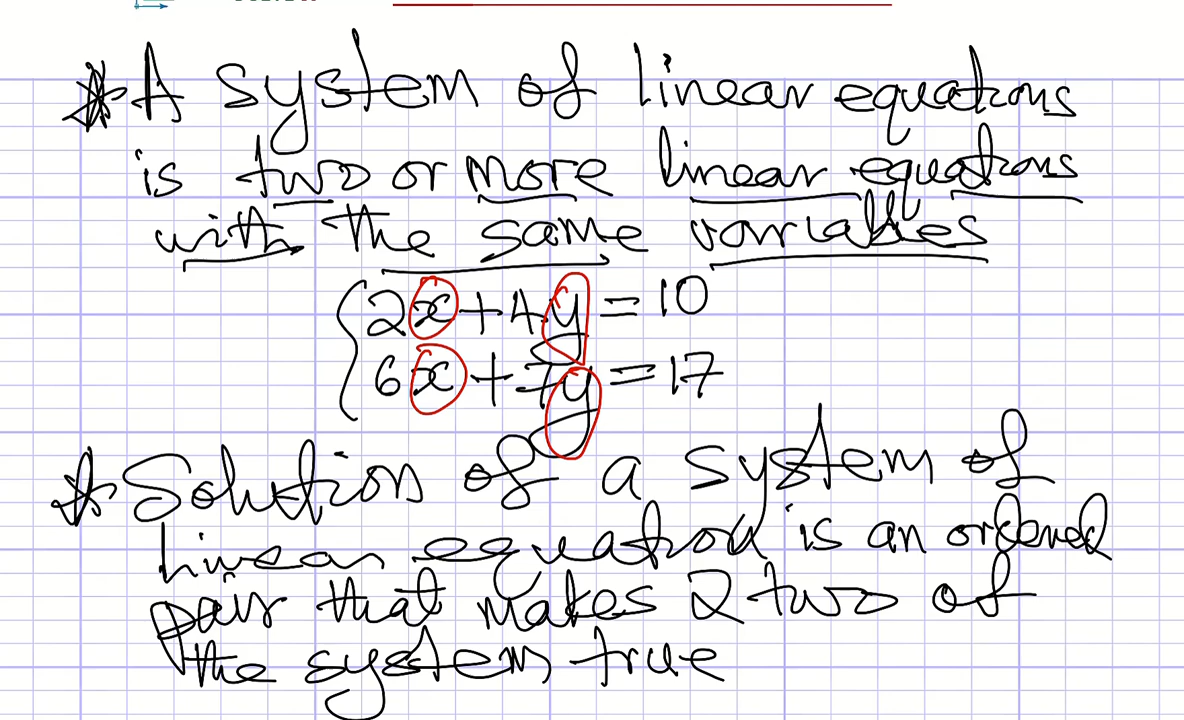 * A system of linear equations
is two or more linear equations
with the same variables
2x + 4y = 10
6x + 7y = 17
* Solution of a system of
linear equation is an ordered
pair that makes 2 two of
the system true